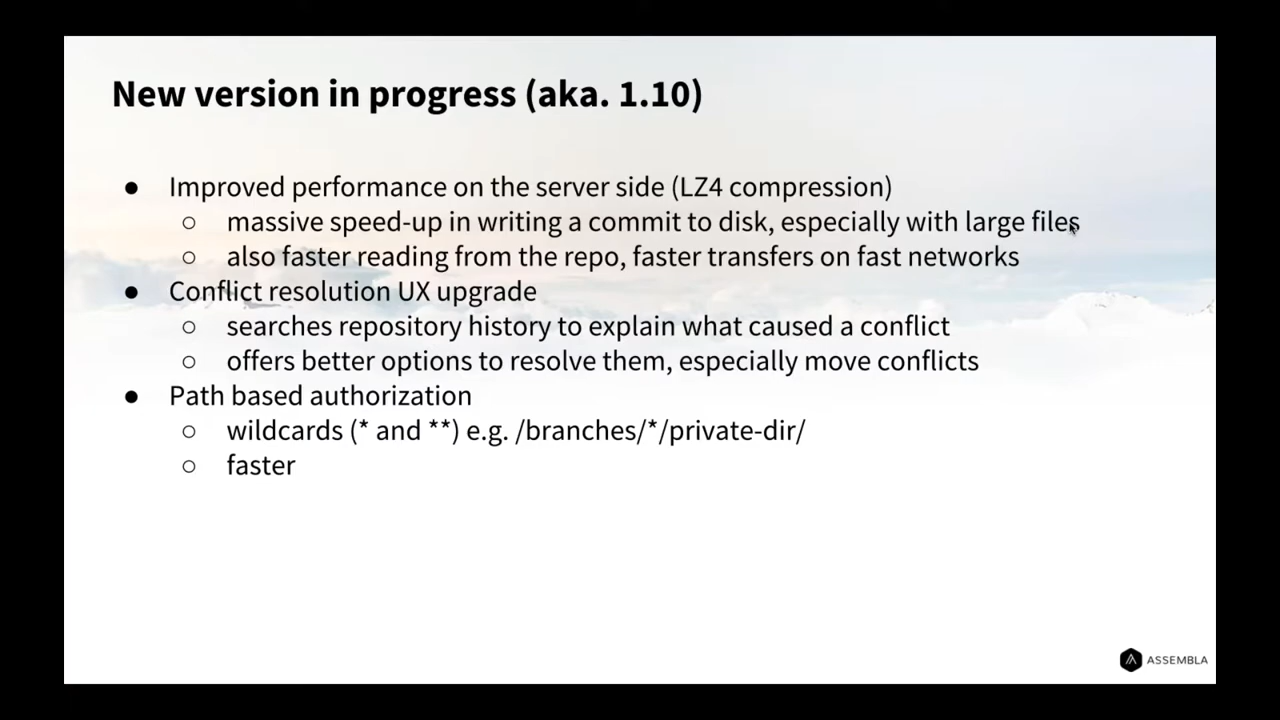 New version in progress (aka. 1.10)
● Improved performance on the server side (LZ4 compression)
○ massive speed-up in writing a commit to disk, especially with large files
○ also faster reading from the repo, faster transfers on fast networks
● Conflict resolution UX upgrade
○ searches repository history to explain what caused a conflict
○ offers better options to resolve them, especially move conflicts
● Path based authorization
○ wildcards (* and **) e.g. /branches/*/private-dir/
○ faster
ASSEMBLA